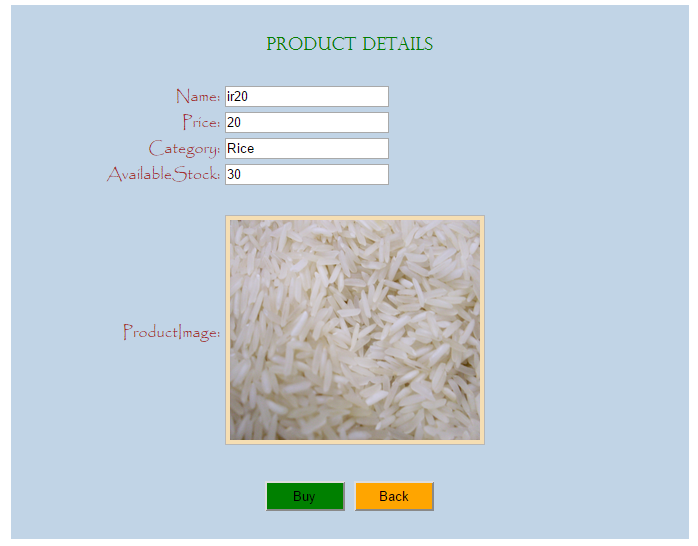 PRODUCT DETAILS
Name: ir20
Price: 20
Category: Rice
AvailableStock: 30
ProductImage:
Buy Back